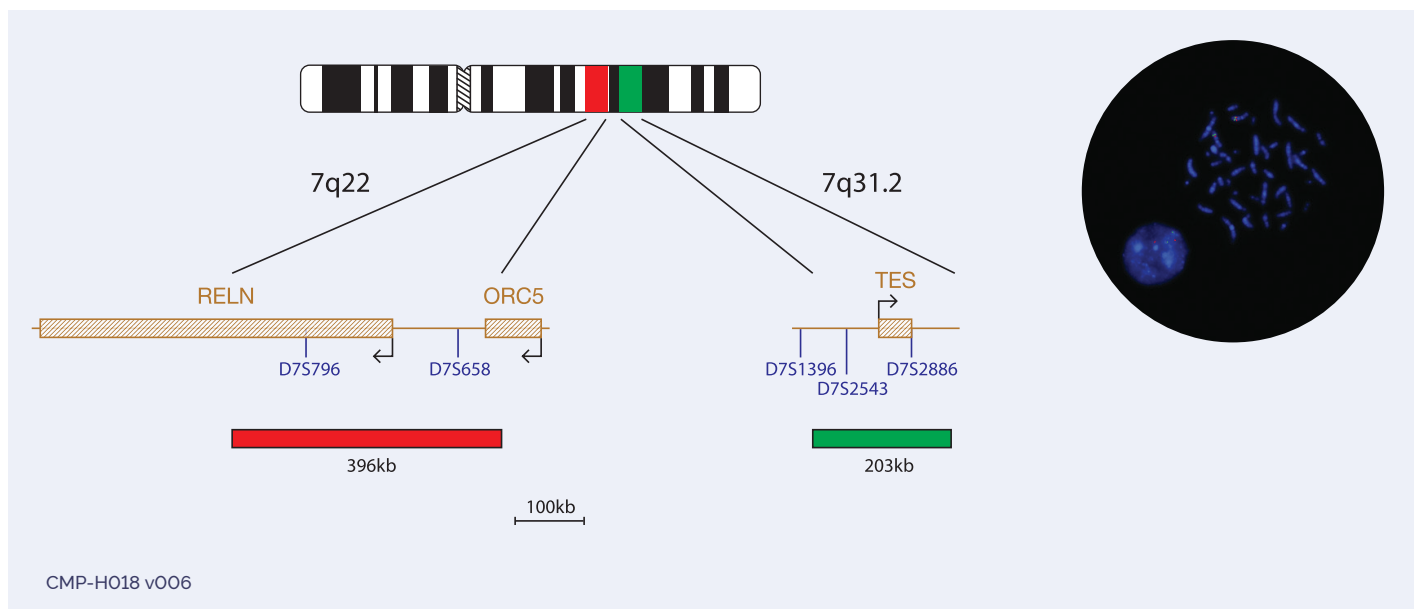 7q22
7q31.2
RELN
ORC5
TES
D7S796
D7S658
D7S1396
D7S2886
D7S2543
396kb
203kb
100kb
CMP-H018 v006